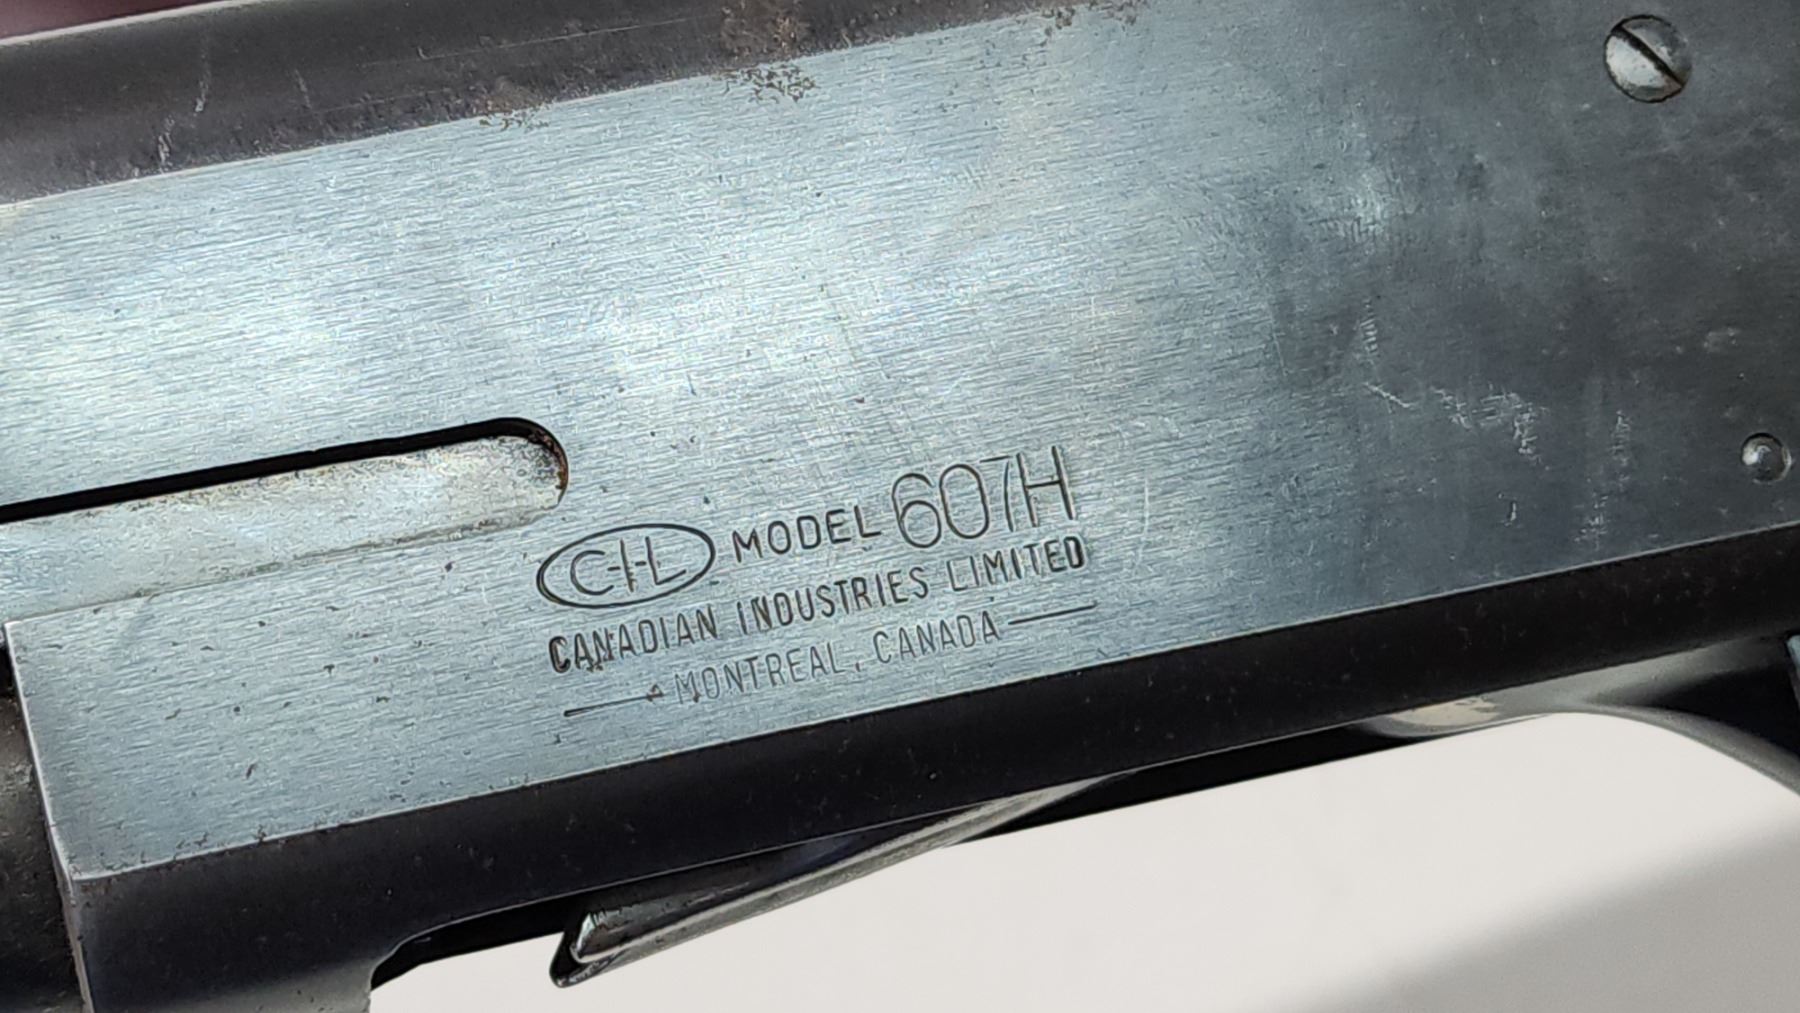 C-I-L MODEL 607H
CANADIAN INDUSTRIES LIMITED
MONTREAL, CANADA